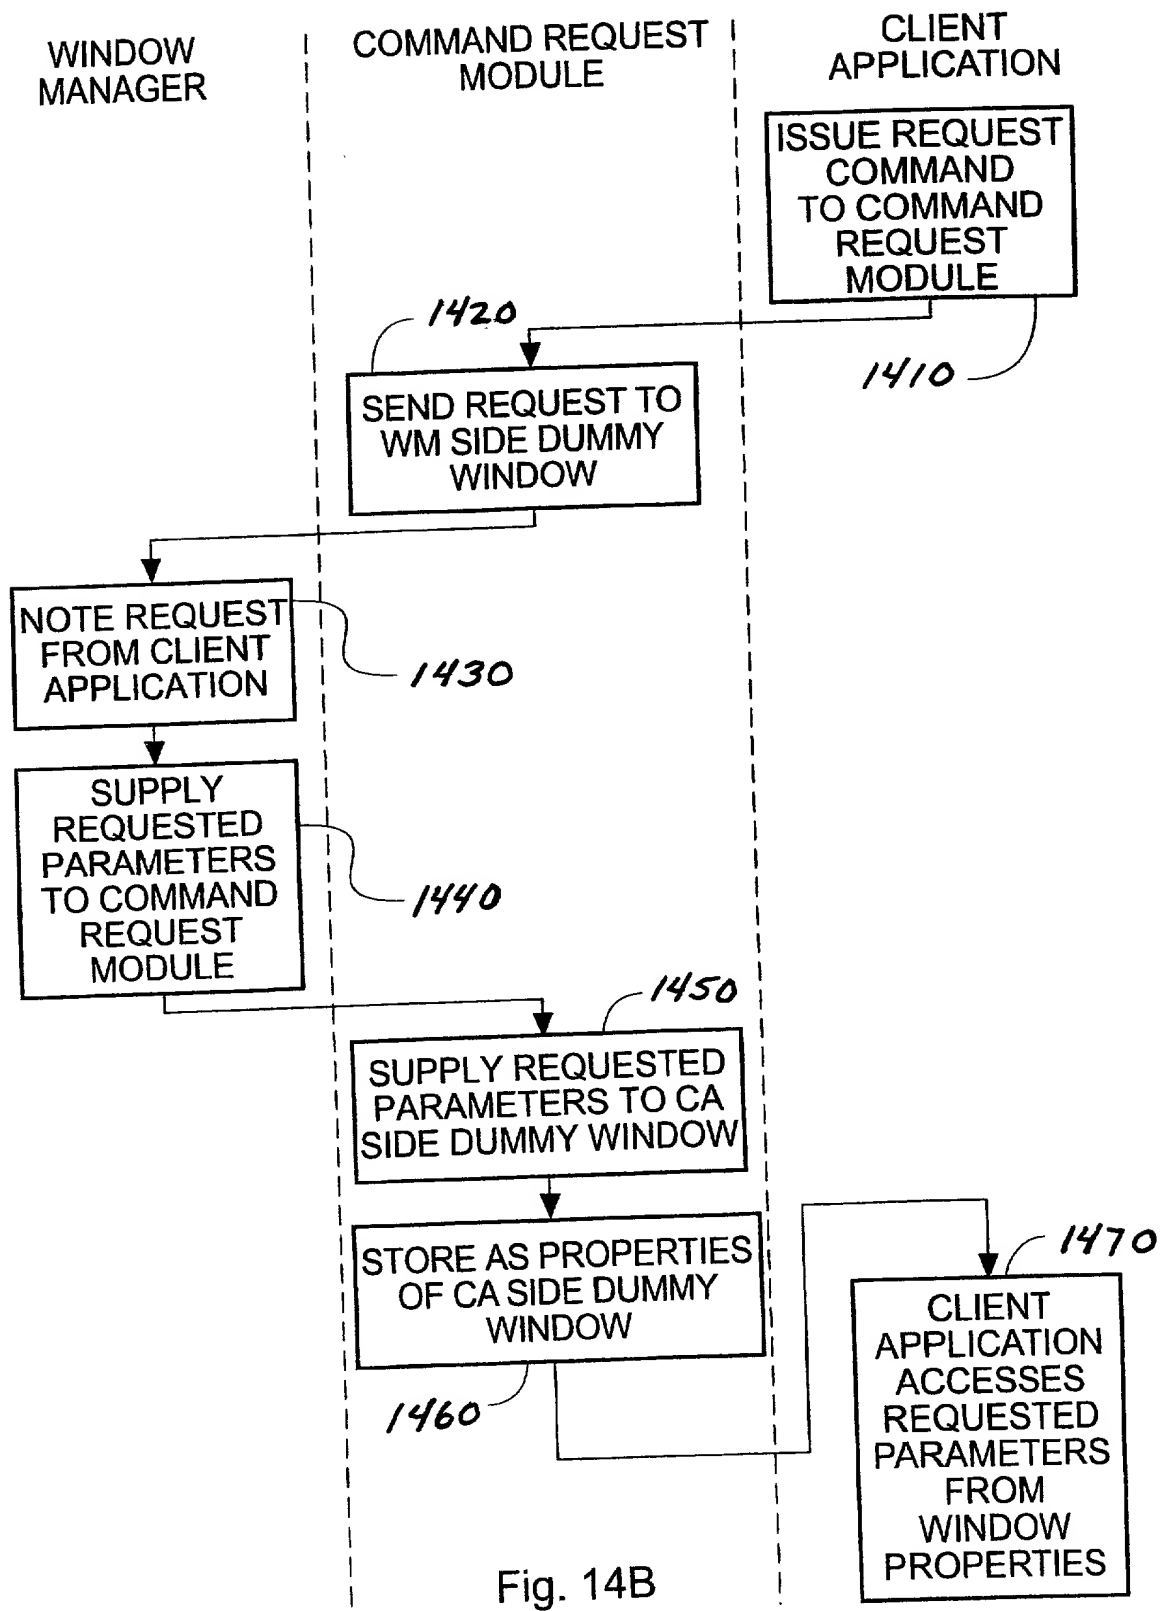 WINDOW
MANAGER
COMMAND REQUEST
MODULE
CLIENT
APPLICATION
ISSUE REQUEST
COMMAND
TO COMMAND
REQUEST
MODULE
1410
1420
SEND REQUEST TO
WM SIDE DUMMY
WINDOW
NOTE REQUEST
FROM CLIENT
APPLICATION
1430
SUPPLY
REQUESTED
PARAMETERS
TO COMMAND
REQUEST
MODULE
1440
1450
SUPPLY REQUESTED
PARAMETERS TO CA
SIDE DUMMY WINDOW
STORE AS PROPERTIES
OF CA SIDE DUMMY
WINDOW
1460
1470
CLIENT
APPLICATION
ACCESSES
REQUESTED
PARAMETERS
FROM
WINDOW
PROPERTIES
Fig. 14B